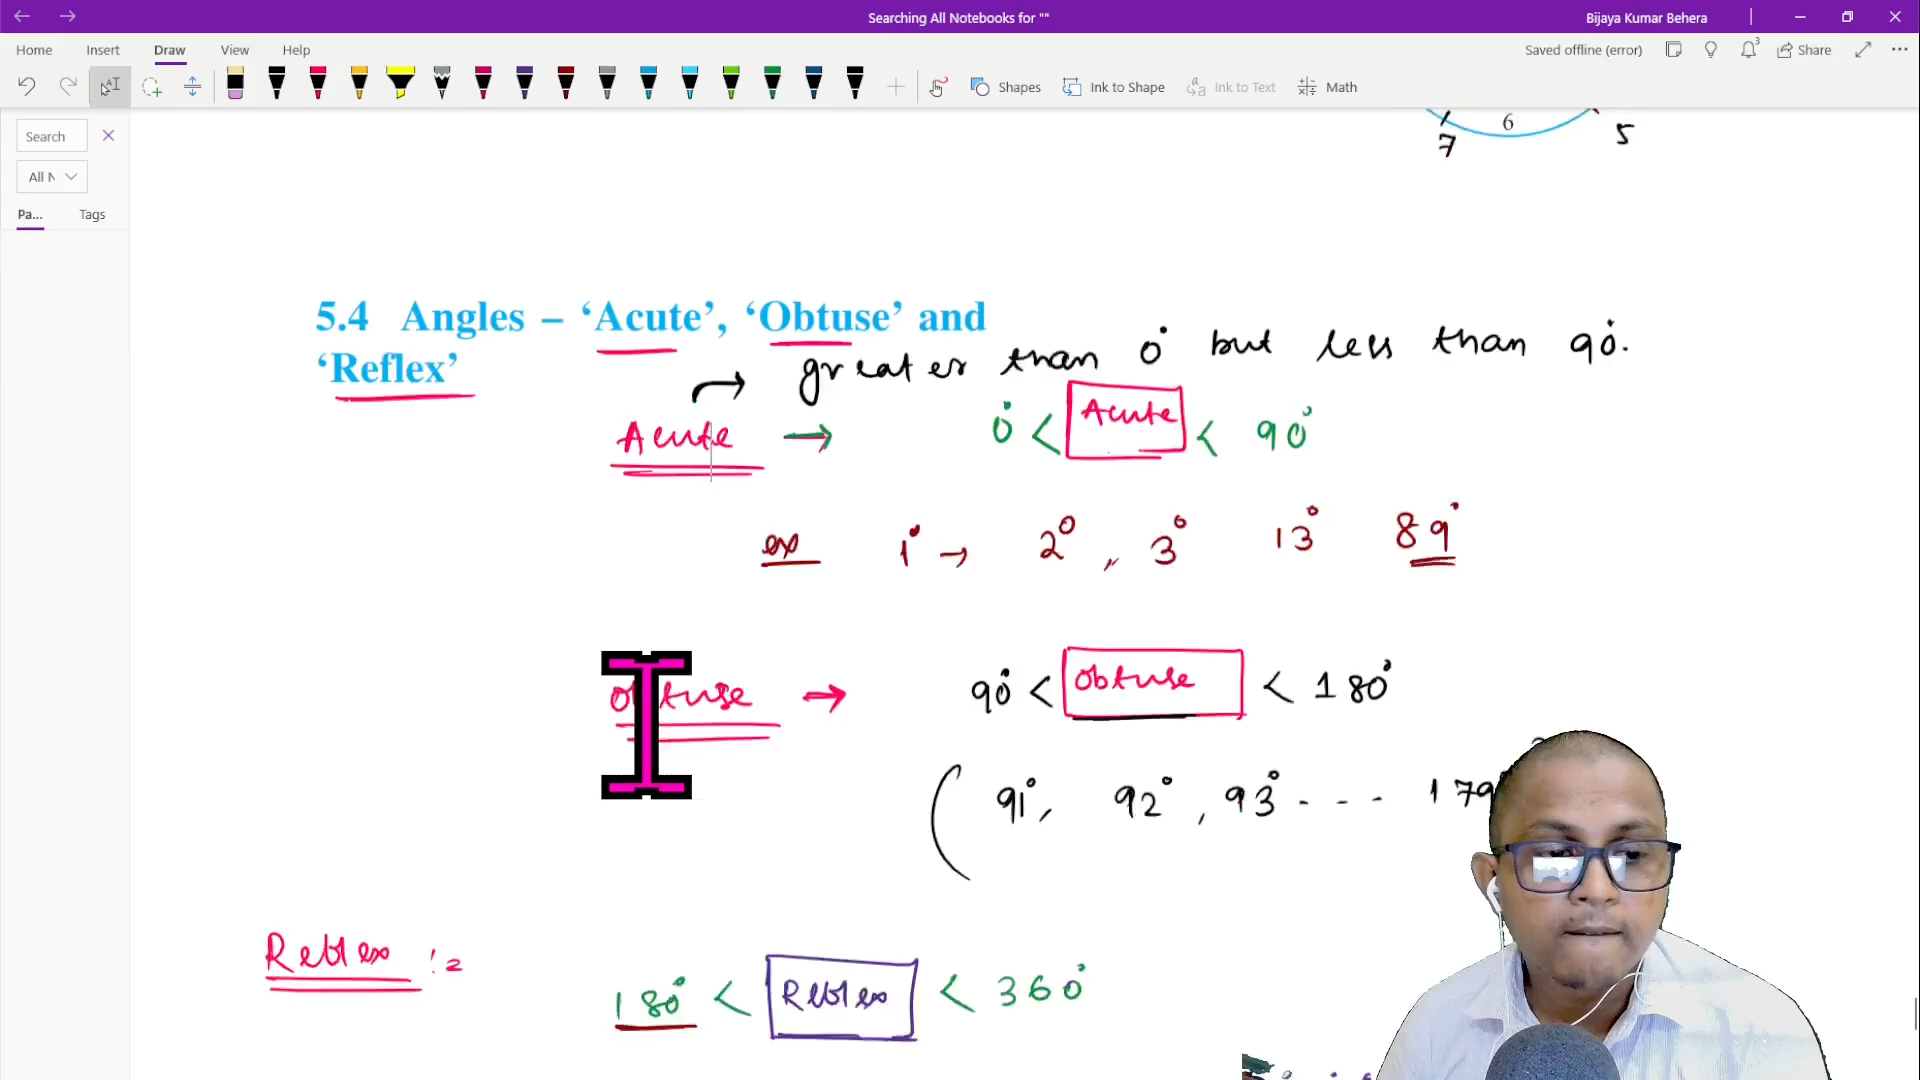 Searching All Notebooks for ""
Bijaya Kumar Behera
Home Insert Draw View Help
Saved offline (error)
3
Share
Shapes
Ink to Shape
Ink to Text
Math
Search
All N
Pa...
Tags
7 6 5
5.4 Angles – ‘Acute’, ‘Obtuse’ and
‘Reflex’
greater than 0° but less than 90°.
Acute → 0° < Acute < 90°
ex 1° → 2° , 3° 13° 89°
Obtuse → 90° < Obtuse < 180°
( 91°, 92°, 93° - - - 179
Reflex :-
180° < Reflex < 360°